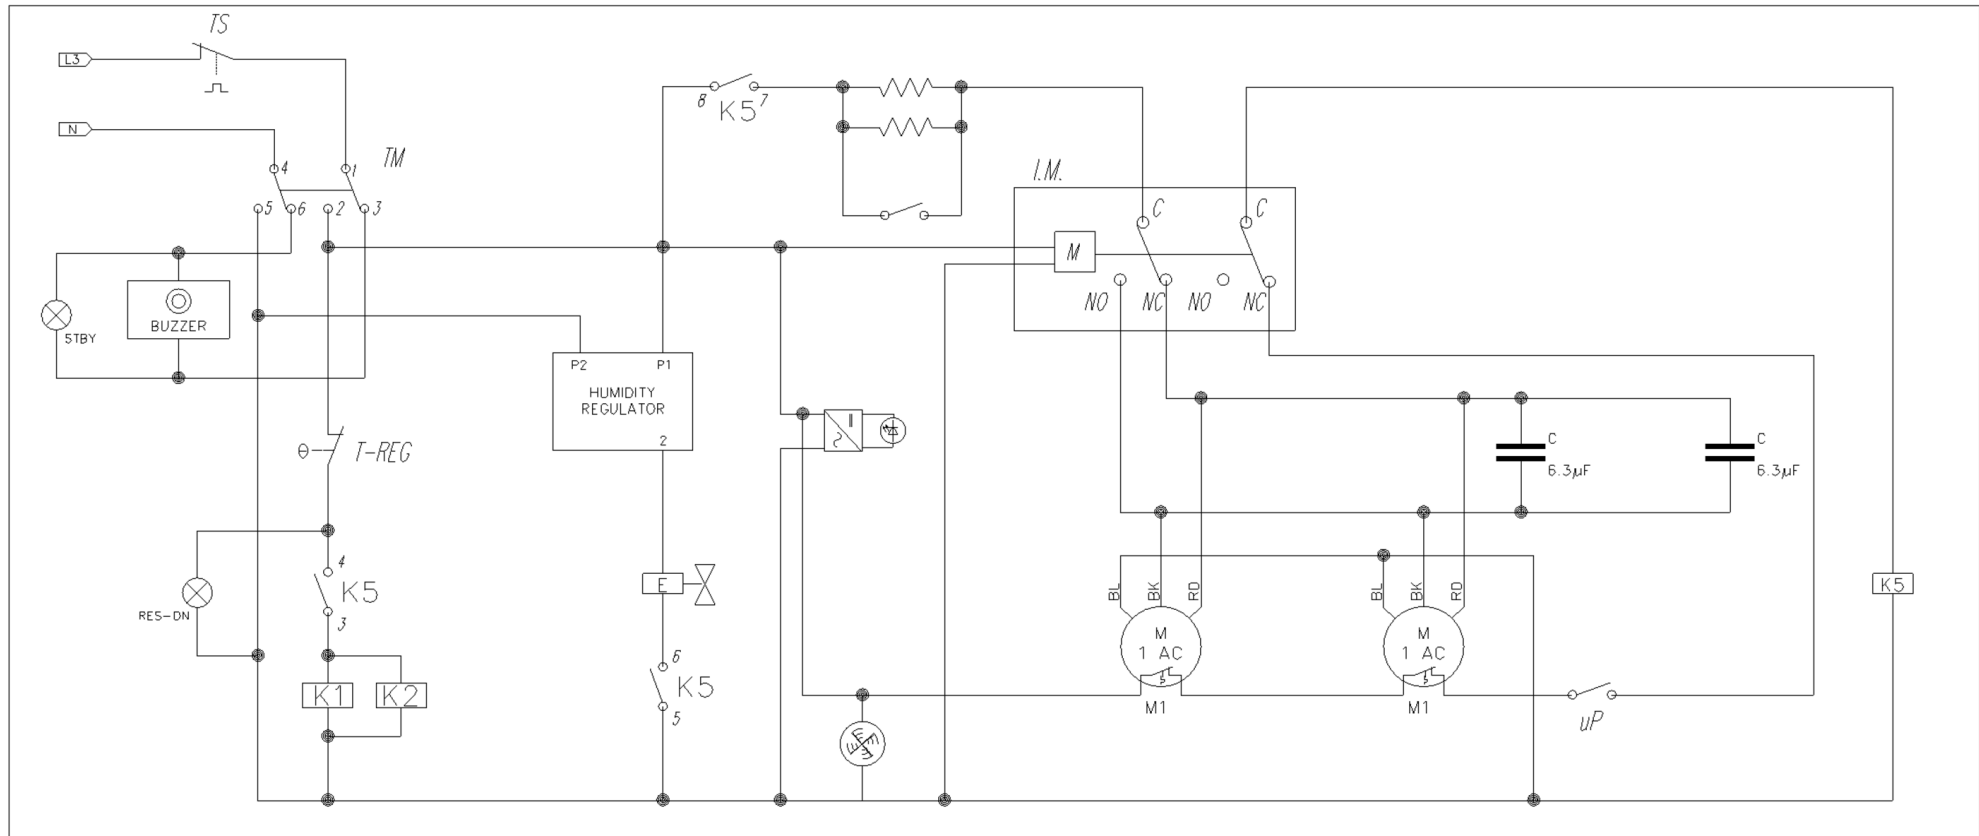 TS
L3
N
4
1
TM
5
6
2
3
STBY
BUZZER
T-REG
θ
RES-ON
4
K5
3
K1
K2
8
K5
7
P2
P1
HUMIDITY
REGULATOR
2
E
6
K5
5
I.M.
C
C
M
NO
NC
NO
NC
C
6.3µF
C
6.3µF
BL
BK
RD
BL
BK
RD
M
1 AC
M
1 AC
M1
M1
uP
K5